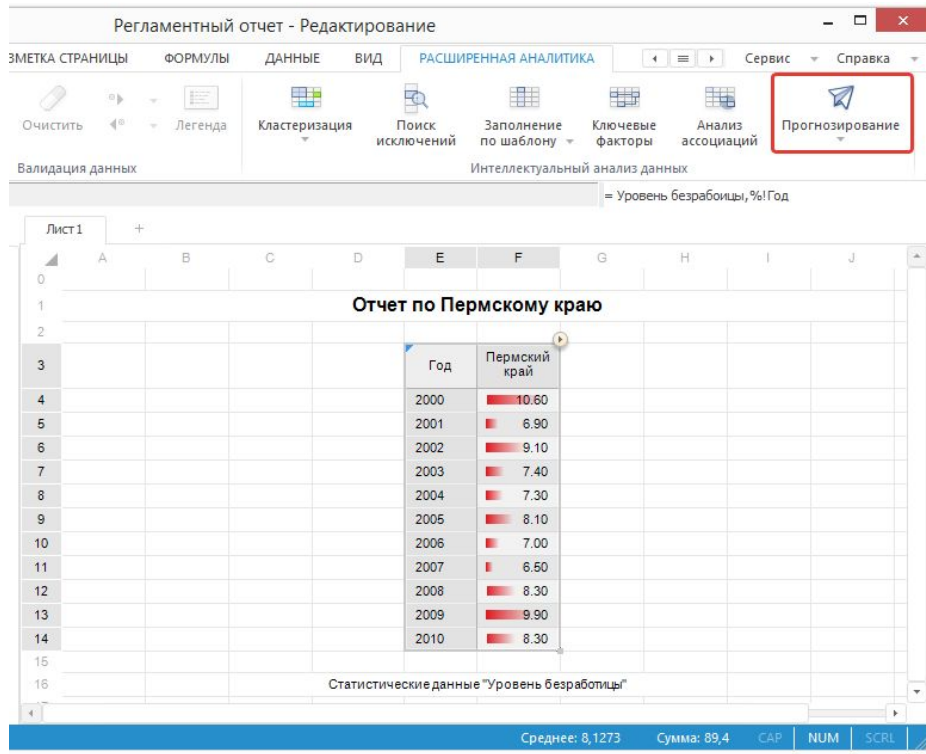 Регламентный отчет - Редактирование
ЗМЕТКА СТРАНИЦЫ ФОРМУЛЫ ДАННЫЕ ВИД РАСШИРЕННАЯ АНАЛИТИКА Сервис Справка
Очистить Легенда Кластеризация Поиск исключений Заполнение по шаблону Ключевые факторы Анализ ассоциаций Прогнозирование
Валидация данных Интеллектуальный анализ данных
= Уровень безрабоицы,%!Год
Лист1 +
A B C D E F G H I J
0
1 Отчет по Пермскому краю
2
3 Год Пермский край
4 2000 10.60
5 2001 6.90
6 2002 9.10
7 2003 7.40
8 2004 7.30
9 2005 8.10
10 2006 7.00
11 2007 6.50
12 2008 8.30
13 2009 9.90
14 2010 8.30
15
16 Статистические данные "Уровень безработицы"
Среднее: 8,1273 Сумма: 89,4 CAP NUM SCRL